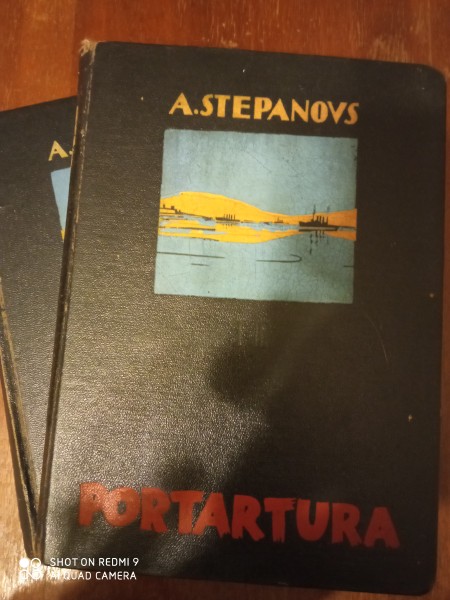 A.STEPANOVS
A.
PORTARTURA
SHOT ON REDMI 9
AI QUAD CAMERA